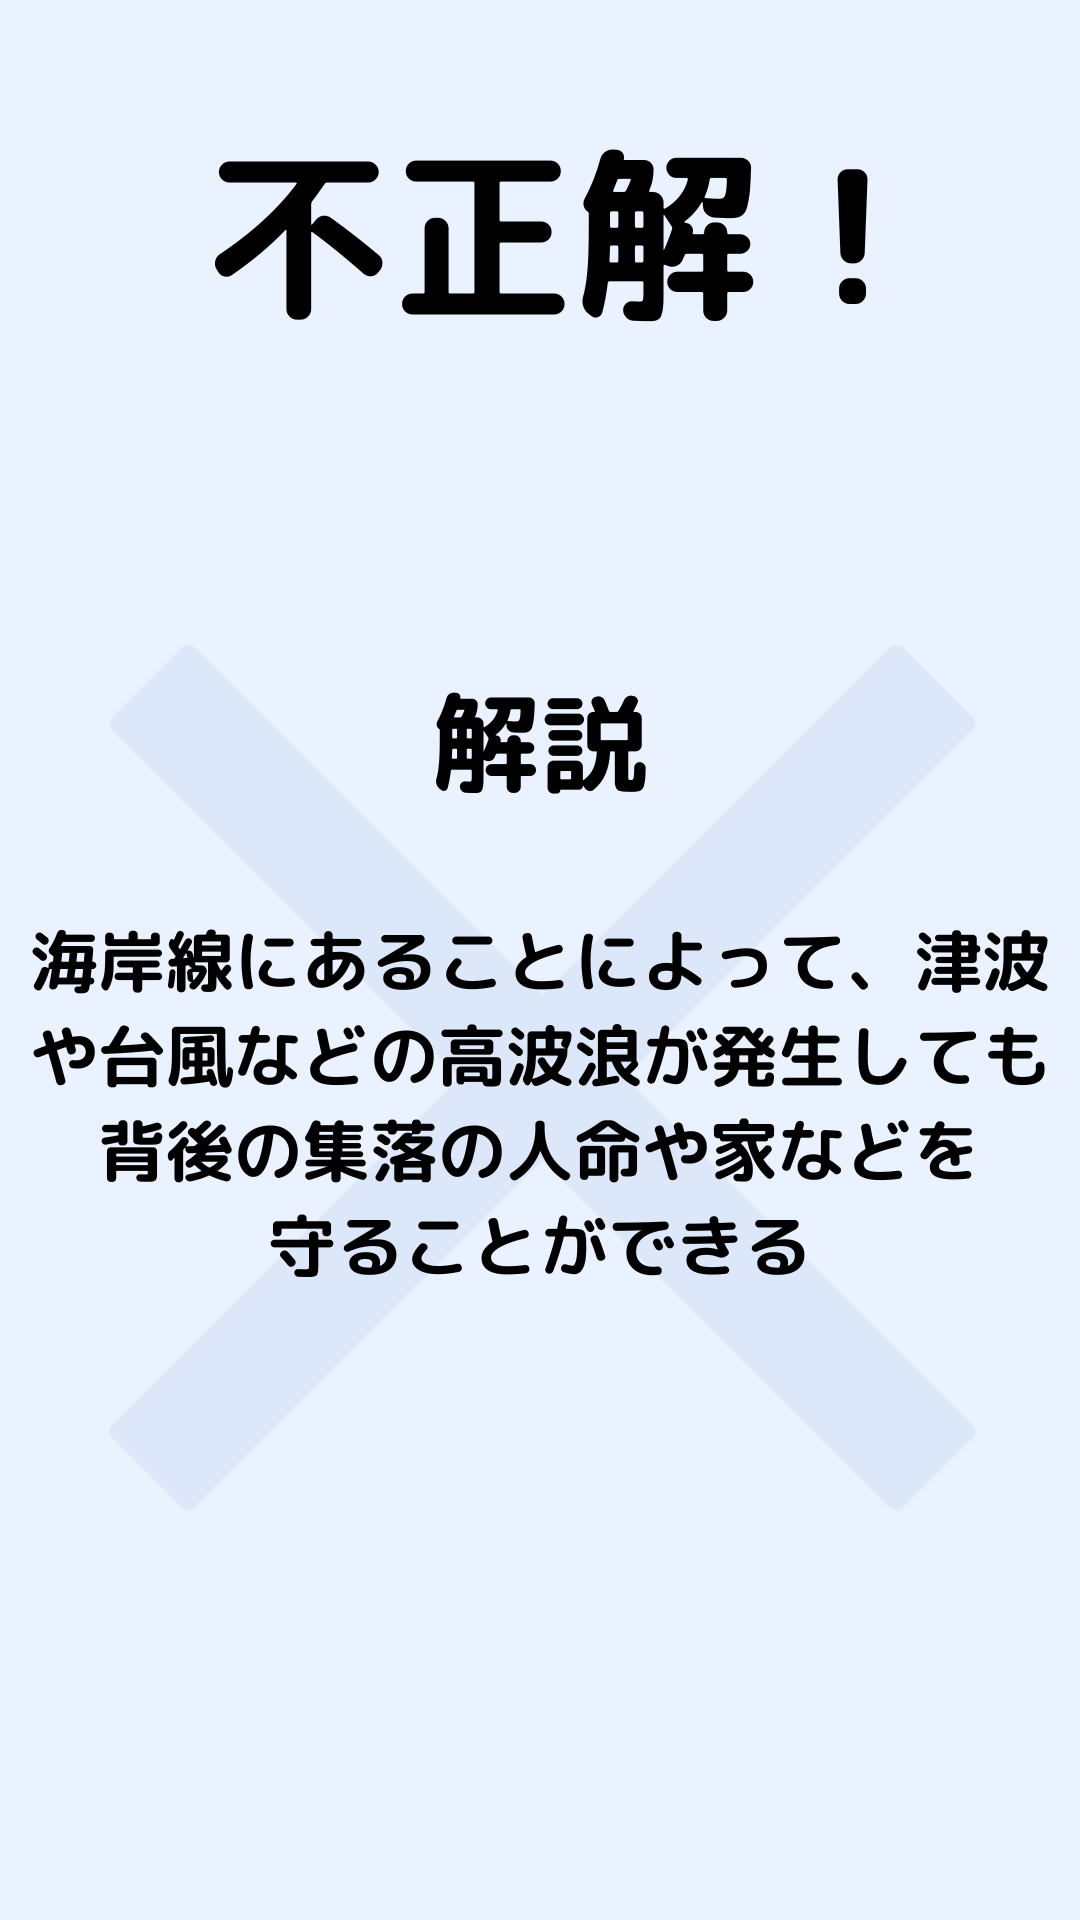 不正解！
解説
海岸線にあることによって、津波
や台風などの高波浪が発生しても
背後の集落の人命や家などを
守ることができる